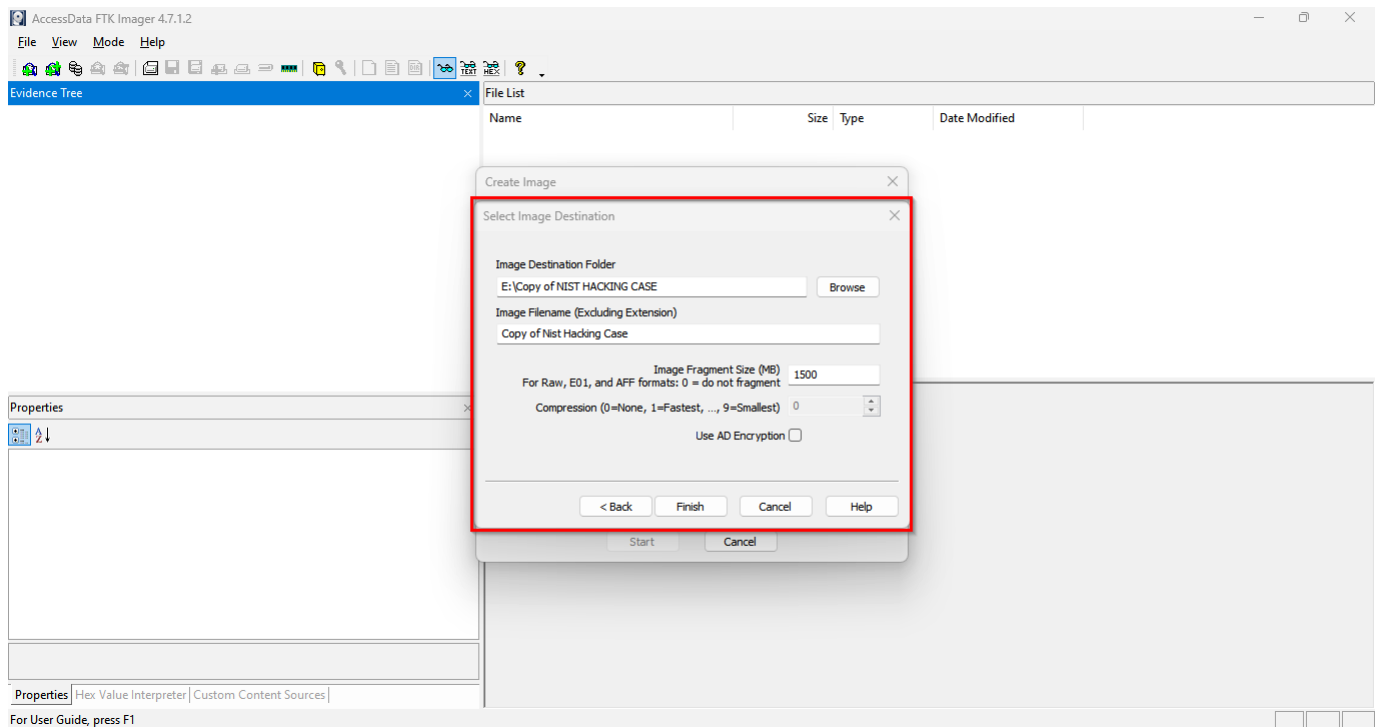 AccessData FTK Imager 4.7.1.2
File View Mode Help
TEXT HEX
Evidence Tree
File List
Name Size Type Date Modified
Create Image
Select Image Destination
Image Destination Folder
E:\Copy of NIST HACKING CASE
Browse
Image Filename (Excluding Extension)
Copy of Nist Hacking Case
Image Fragment Size (MB)
For Raw, E01, and AFF formats: 0 = do not fragment
1500
Compression (0=None, 1=Fastest, ..., 9=Smallest) 0
Use AD Encryption
< Back Finish Cancel Help
Start Cancel
Properties
A
Z
Properties Hex Value Interpreter Custom Content Sources
For User Guide, press F1